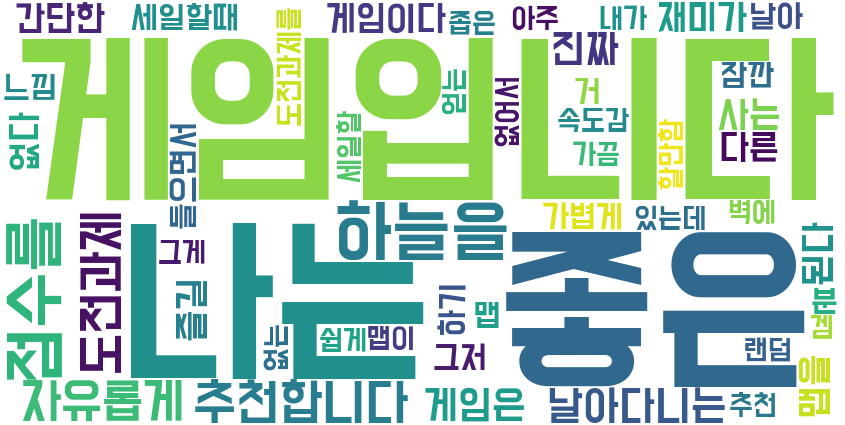 간단한
세일할때
게임이다
좁은
아주
내가
재미가
날아
게임입니다
느낌
없다
도전과제를
진짜
얻는
없어서
거
속도감
가끔
잠깐
사는
다른
할만함
세일할
들으면서
하늘을
가볍게
있는데
벽에
점수를
도전과제
나는
그게
즐길
좋은
된다
없는
쉽게
맵이
하기
맵
그저
랜덤
분
겜
범을
자유롭게
추천합니다
게임은
날아다니는
추천